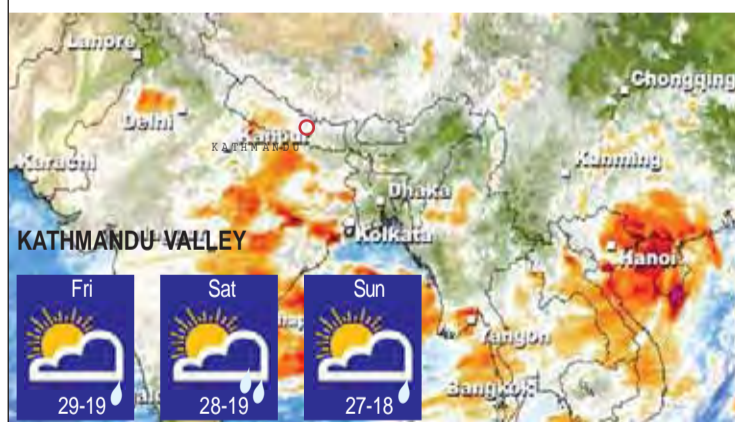 Lahore
Chongqing
Delhi
KATHMANDU
Karachi
Kunming
Dhaka
Kolkata
KATHMANDU VALLEY
Hanoi
Fri
Sat
Sun
Yangon
Bangkok
29-19
28-19
27-18